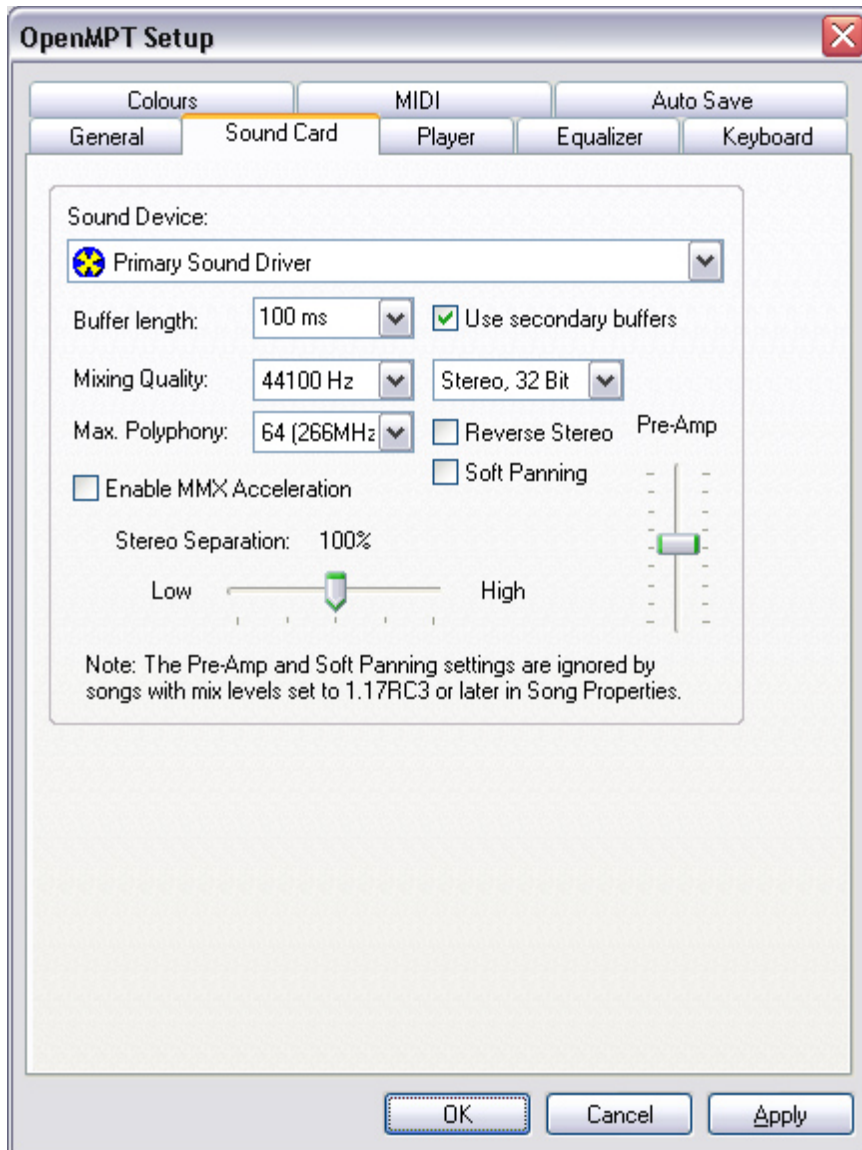 OpenMPT Setup
Colours MIDI Auto Save
General Sound Card Player Equalizer Keyboard
Sound Device:
Primary Sound Driver
Buffer length: 100 ms Use secondary buffers
Mixing Quality: 44100 Hz Stereo, 32 Bit
Max. Polyphony: 64 (266MHz Reverse Stereo Pre-Amp
Soft Panning
Enable MMX Acceleration
Stereo Separation: 100%
Low High
Note: The Pre-Amp and Soft Panning settings are ignored by
songs with mix levels set to 1.17RC3 or later in Song Properties.
OK Cancel Apply